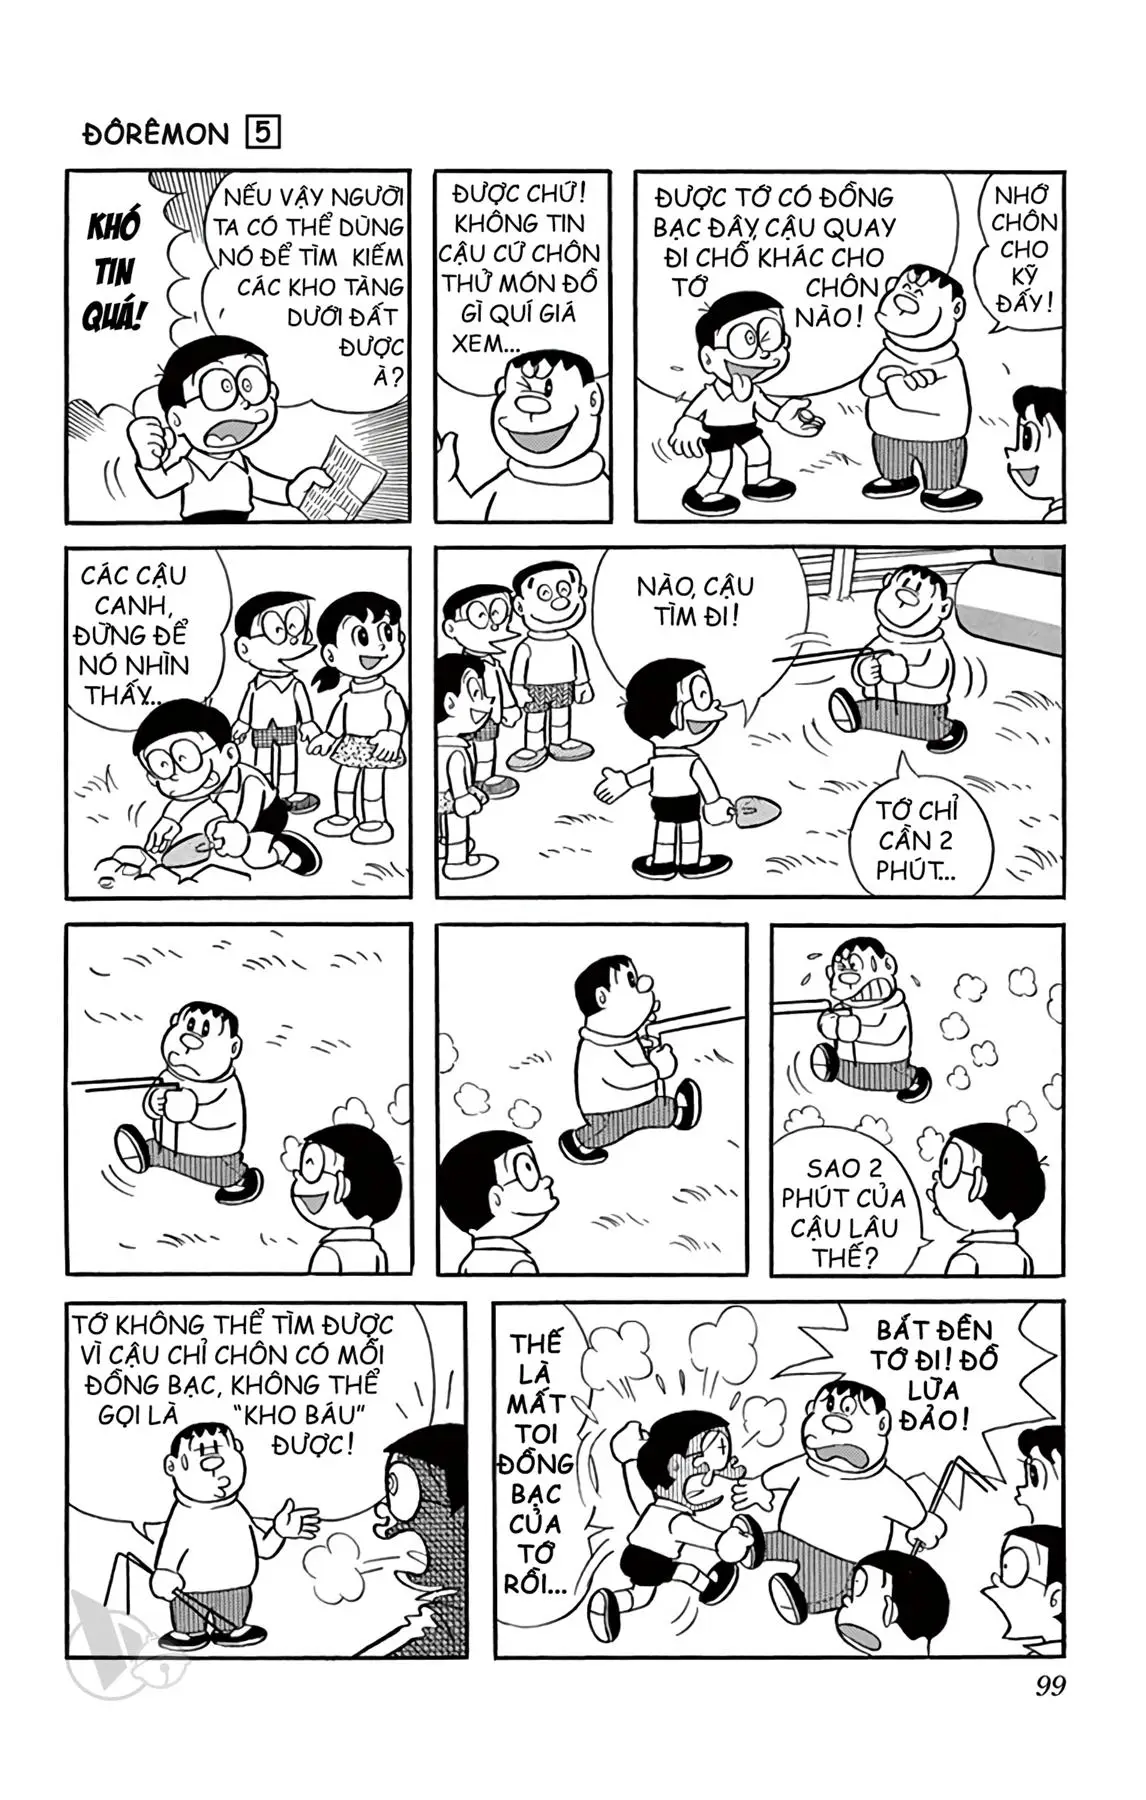 ĐÔRÊMON 5
KHÓ
TIN
QUÁ!
NẾU VẬY NGƯỜI
TA CÓ THỂ DÙNG
NÓ ĐỂ TÌM KIẾM
CÁC KHO TÀNG
DƯỚI ĐẤT
ĐƯỢC
À?
ĐƯỢC CHỨ!
KHÔNG TIN
CẬU CỨ CHÔN
THỬ MÓN ĐỒ
GÌ QUÍ GIÁ
XEM...
ĐƯỢC TỚ CÓ ĐỒNG
BẠC ĐÂY, CẬU QUAY
ĐI CHỖ KHÁC CHO
TỚ CHÔN
NÀO!
NHỚ
CHÔN
CHO
KỸ
ĐẤY!
CÁC CẬU
CANH,
ĐỪNG ĐỂ
NÓ NHÌN
THẤY...
NÀO, CẬU
TÌM ĐI!
TỚ CHỈ
CẦN 2
PHÚT...
SAO 2
PHÚT CỦA
CẬU LÂU
THẾ?
TỚ KHÔNG THỂ TÌM ĐƯỢC
VÌ CẬU CHỈ CHÔN CÓ MỖI
ĐỒNG BẠC, KHÔNG THỂ
GỌI LÀ "KHO BÁU"
ĐƯỢC!
THẾ
LÀ
MẤT
TOI
ĐỒNG
BẠC
CỦA
TỚ
RỒI...
BẮT ĐỀN
TỚ ĐI! ĐỒ
LỪA
ĐẢO!
99